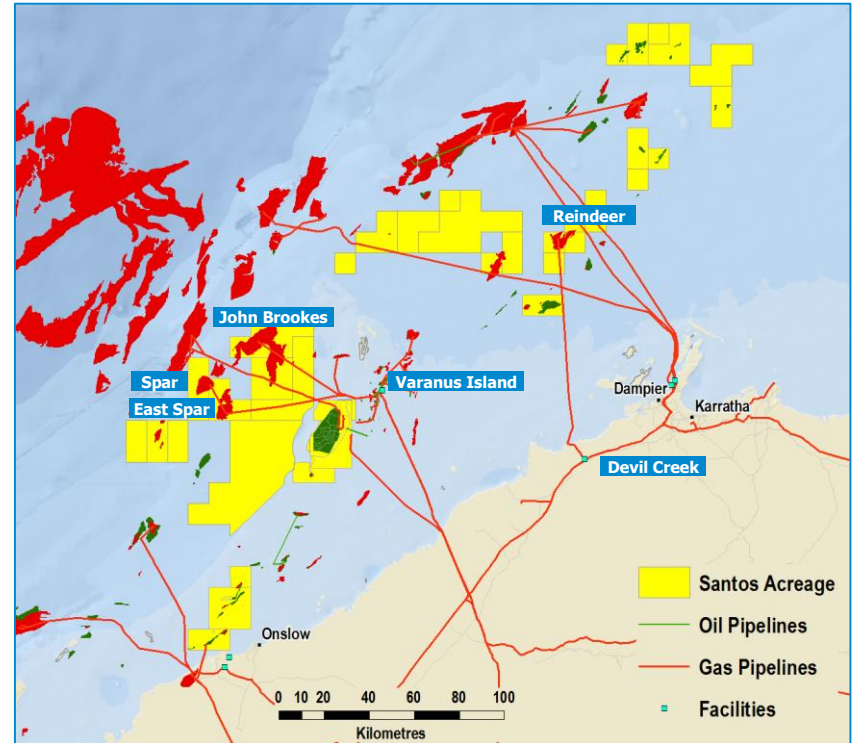 Reindeer
John Brookes
Spar
Varanus Island
East Spar
Dampier
Karratha
Devil Creek
Onslow
Santos Acreage
Oil Pipelines
Gas Pipelines
Facilities
0 10 20 40 60 80 100
Kilometres